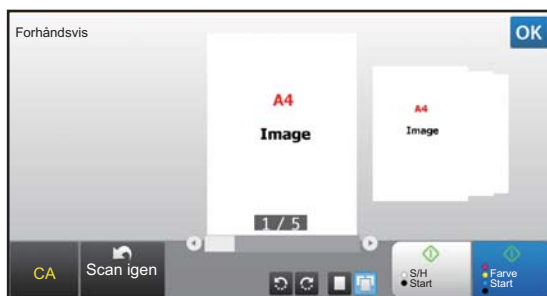 Forhåndsvis
OK
A4
Image
A4
Image
1 / 5
CA
Scan igen
S/H
Start
Farve
Start